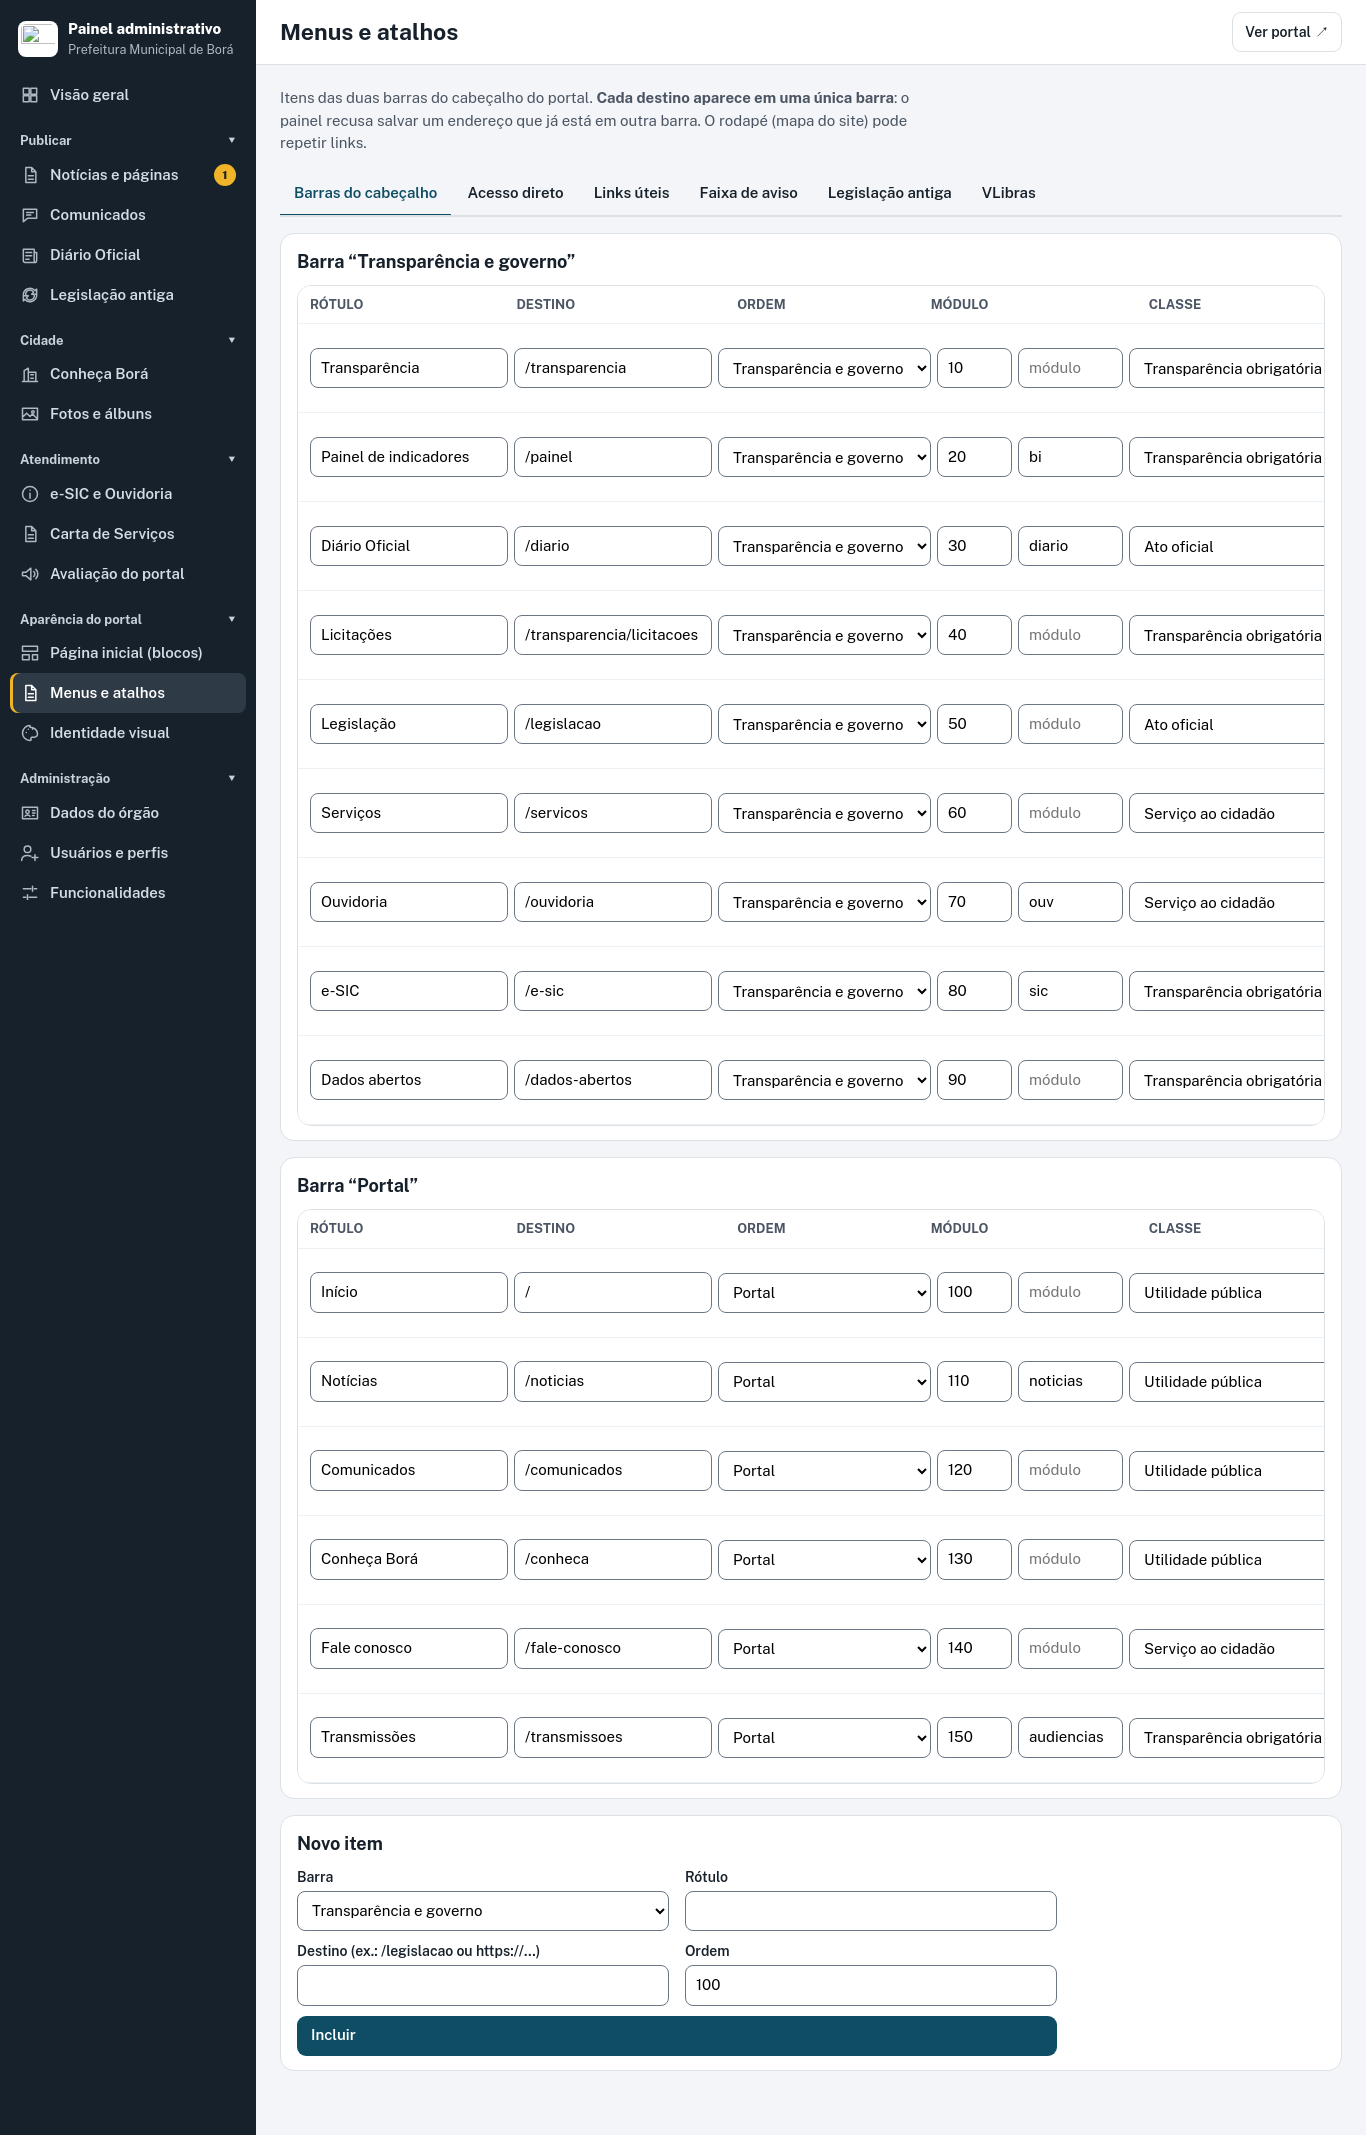 Painel administrativo
Prefeitura Municipal de Borá
Visão geral
Publicar
Notícias e páginas 1
Comunicados
Diário Oficial
Legislação antiga
Cidade
Conheça Borá
Fotos e álbuns
Atendimento
e-SIC e Ouvidoria
Carta de Serviços
Avaliação do portal
Aparência do portal
Página inicial (blocos)
Menus e atalhos
Identidade visual
Administração
Dados do órgão
Usuários e perfis
Funcionalidades
Menus e atalhos
Ver portal ↗
Itens das duas barras do cabeçalho do portal. Cada destino aparece em uma única barra: o
painel recusa salvar um endereço que já está em outra barra. O rodapé (mapa do site) pode
repetir links.
Barras do cabeçalho Acesso direto Links úteis Faixa de aviso Legislação antiga VLibras
Barra “Transparência e governo”
RÓTULO DESTINO ORDEM MÓDULO CLASSE
Transparência /transparencia Transparência e governo 10 módulo Transparência obrigatória
Painel de indicadores /painel Transparência e governo 20 bi Transparência obrigatória
Diário Oficial /diario Transparência e governo 30 diario Ato oficial
Licitações /transparencia/licitacoes Transparência e governo 40 módulo Transparência obrigatória
Legislação /legislacao Transparência e governo 50 módulo Ato oficial
Serviços /servicos Transparência e governo 60 módulo Serviço ao cidadão
Ouvidoria /ouvidoria Transparência e governo 70 ouv Serviço ao cidadão
e-SIC /e-sic Transparência e governo 80 sic Transparência obrigatória
Dados abertos /dados-abertos Transparência e governo 90 módulo Transparência obrigatória
Barra “Portal”
RÓTULO DESTINO ORDEM MÓDULO CLASSE
Início / Portal 100 módulo Utilidade pública
Notícias /noticias Portal 110 noticias Utilidade pública
Comunicados /comunicados Portal 120 módulo Utilidade pública
Conheça Borá /conheca Portal 130 módulo Utilidade pública
Fale conosco /fale-conosco Portal 140 módulo Serviço ao cidadão
Transmissões /transmissoes Portal 150 audiencias Transparência obrigatória
Novo item
Barra Rótulo
Transparência e governo
Destino (ex.: /legislacao ou https://...) Ordem
100
Incluir